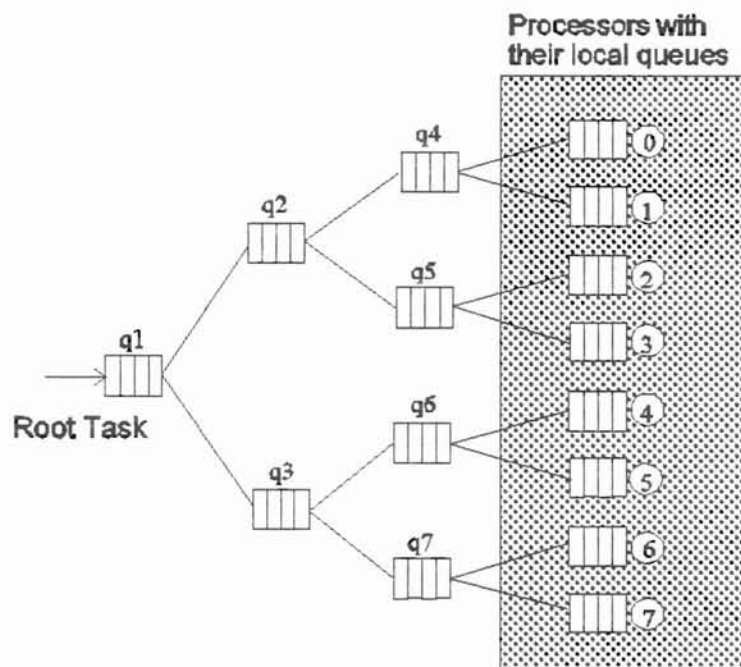 Processors with
their local queues
q4
0
q2
1
q5
2
q1
3
Root Task
q6
4
q3
5
q7
6
7